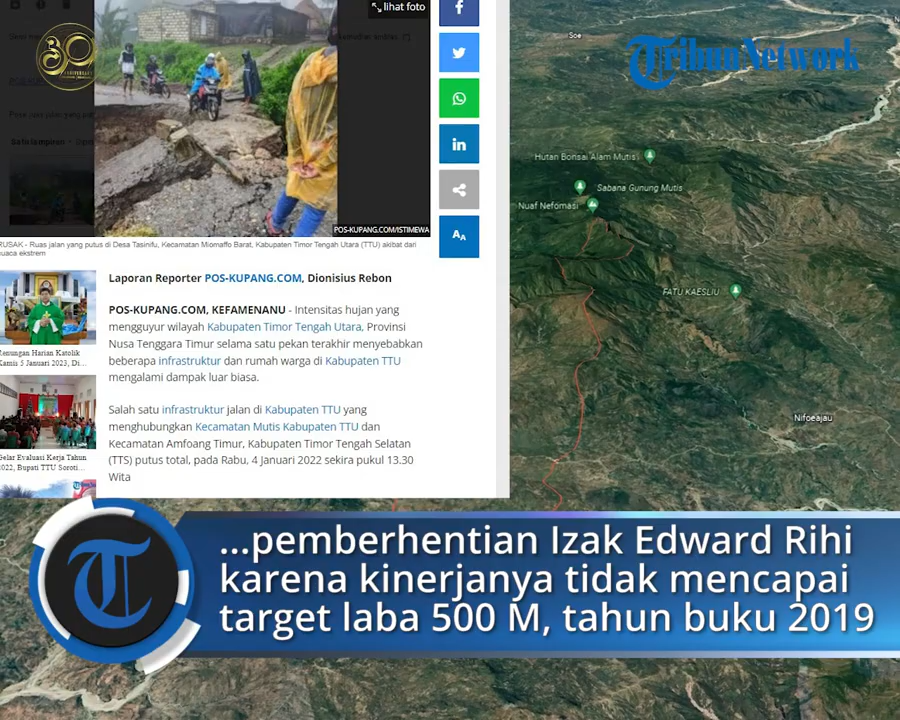 lihat foto
30
Soe
Tribun Network
POS-KUPANG.COM/ISTIMEWA
RUSAK - Ruas jalan yang putus di Desa Tasinifu, Kecamatan Miomaffo Barat, Kabupaten Timor Tengah Utara (TTU) akibat dari
cuaca ekstrem
Hutan Bonsai Alam Mutis
Sabana Gunung Mutis
Nuaf Nefomasi
FATU KAESLIU
Nifoeajau
Laporan Reporter POS-KUPANG.COM, Dionisius Rebon
POS-KUPANG.COM, KEFAMENANU - Intensitas hujan yang
mengguyur wilayah Kabupaten Timor Tengah Utara, Provinsi
Nusa Tenggara Timur selama satu pekan terakhir menyebabkan
beberapa infrastruktur dan rumah warga di Kabupaten TTU
mengalami dampak luar biasa.
Salah satu infrastruktur jalan di Kabupaten TTU yang
menghubungkan Kecamatan Mutis Kabupaten TTU dan
Kecamatan Amfoang Timur, Kabupaten Timor Tengah Selatan
(TTS) putus total, pada Rabu, 4 Januari 2022 sekira pukul 13.30
Wita
Renungan Harian Katolik
Kamis 5 Januari 2023, Di...
Gelar Evaluasi Kerja Tahun
2022, Bupati TTU Soroti...
...pemberhentian Izak Edward Rihi
karena kinerjanya tidak mencapai
target laba 500 M, tahun buku 2019